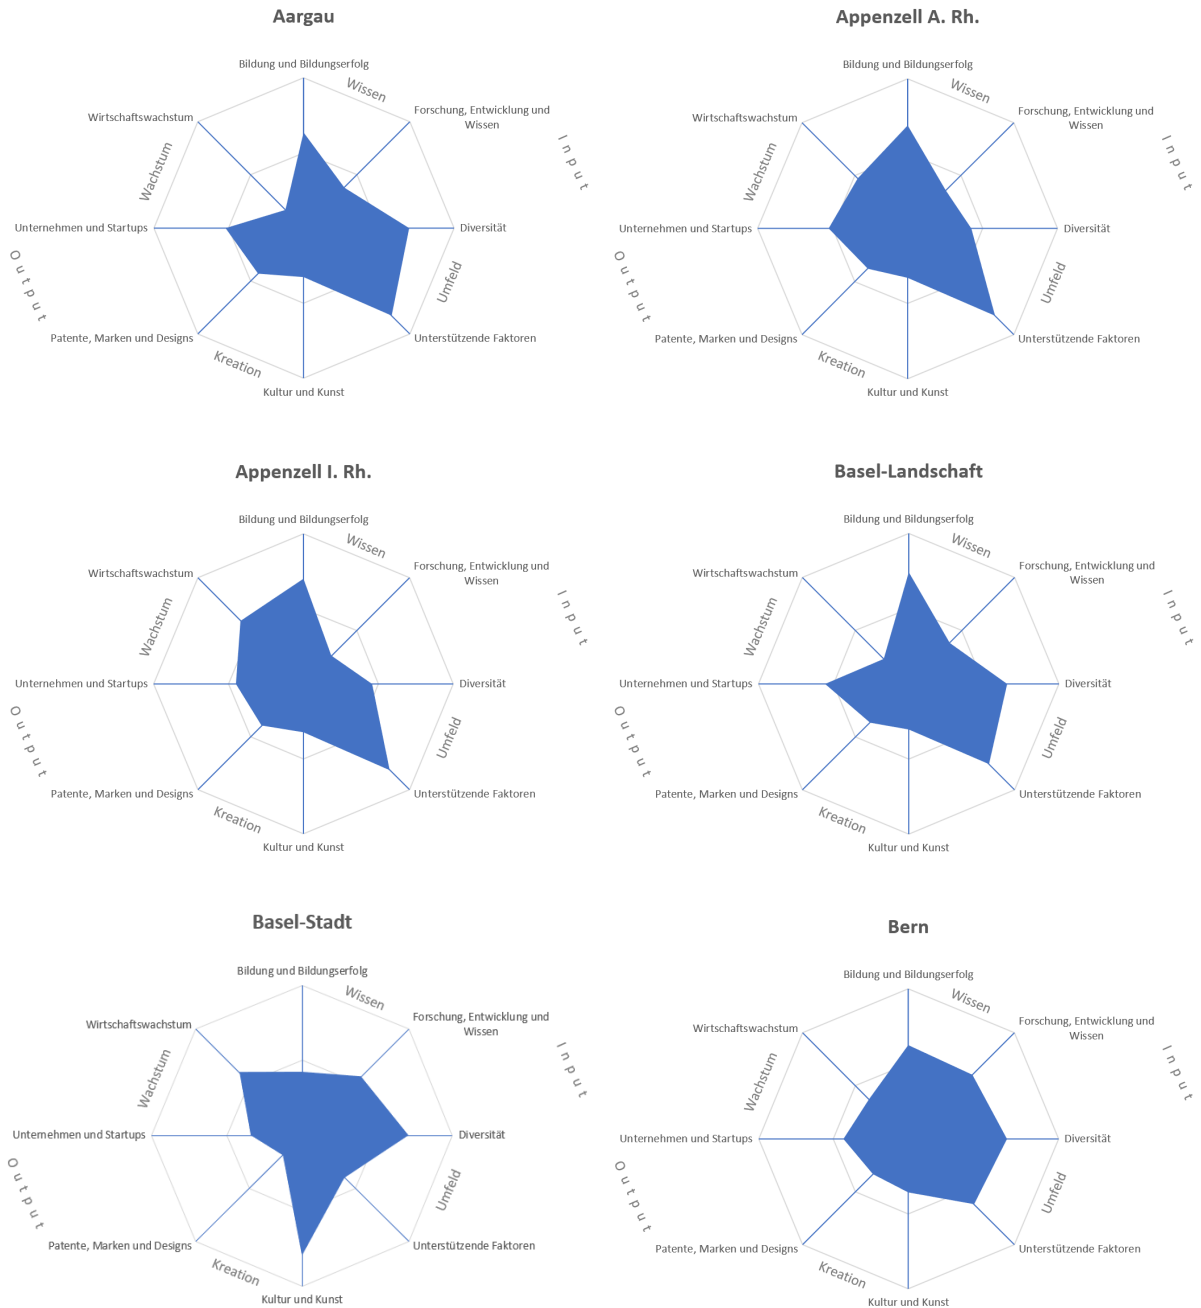 Aargau
Bildung und Bildungserfolg
Wissen
Forschung, Entwicklung und
Wissen
Input
Diversität
Umfeld
Unterstützende Faktoren
Kultur und Kunst
Kreation
Patente, Marken und Designs
Output
Unternehmen und Startups
Wachstum
Wirtschaftswachstum
Appenzell A. Rh.
Bildung und Bildungserfolg
Wissen
Forschung, Entwicklung und
Wissen
Input
Diversität
Umfeld
Unterstützende Faktoren
Kultur und Kunst
Kreation
Patente, Marken und Designs
Output
Unternehmen und Startups
Wachstum
Wirtschaftswachstum
Appenzell I. Rh.
Bildung und Bildungserfolg
Wissen
Forschung, Entwicklung und
Wissen
Input
Diversität
Umfeld
Unterstützende Faktoren
Kultur und Kunst
Kreation
Patente, Marken und Designs
Output
Unternehmen und Startups
Wachstum
Wirtschaftswachstum
Basel-Landschaft
Bildung und Bildungserfolg
Wissen
Forschung, Entwicklung und
Wissen
Input
Diversität
Umfeld
Unterstützende Faktoren
Kultur und Kunst
Kreation
Patente, Marken und Designs
Output
Unternehmen und Startups
Wachstum
Wirtschaftswachstum
Basel-Stadt
Bildung und Bildungserfolg
Wissen
Forschung, Entwicklung und
Wissen
Input
Diversität
Umfeld
Unterstützende Faktoren
Kultur und Kunst
Kreation
Patente, Marken und Designs
Output
Unternehmen und Startups
Wachstum
Wirtschaftswachstum
Bern
Bildung und Bildungserfolg
Wissen
Forschung, Entwicklung und
Wissen
Input
Diversität
Umfeld
Unterstützende Faktoren
Kultur und Kunst
Kreation
Patente, Marken und Designs
Output
Unternehmen und Startups
Wachstum
Wirtschaftswachstum